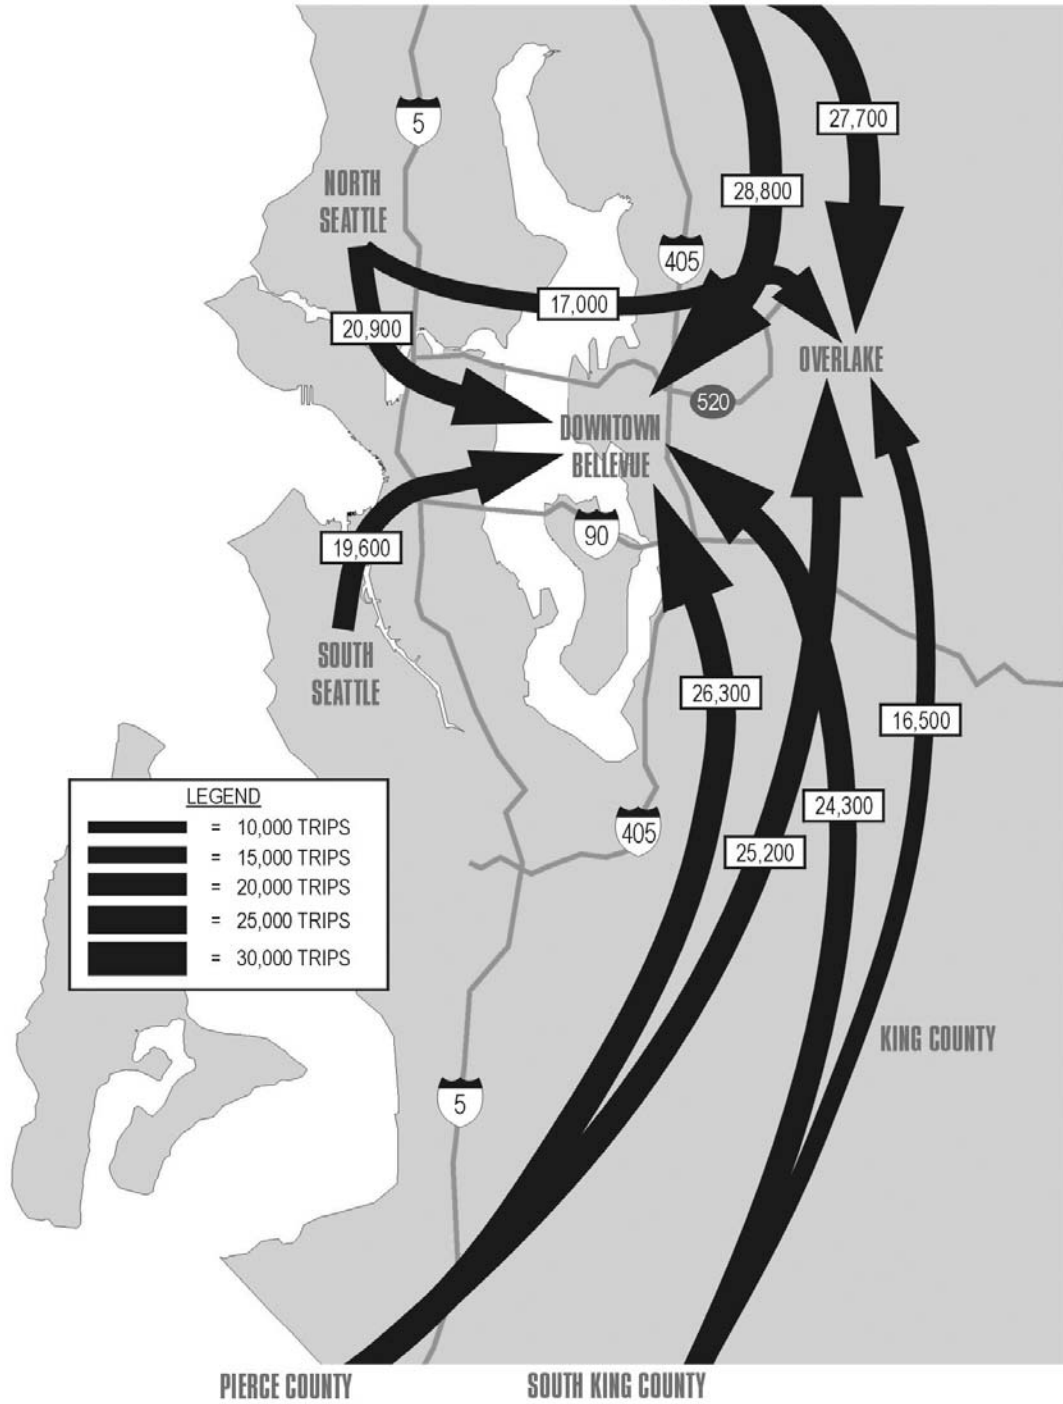 27,700
5
NORTH
SEATTLE
28,800
405
17,000
20,900
OVERLAKE
520
DOWNTOWN
BELLEVUE
90
19,600
SOUTH
SEATTLE
26,300
16,500
LEGEND
= 10,000 TRIPS
= 15,000 TRIPS
= 20,000 TRIPS
= 25,000 TRIPS
= 30,000 TRIPS
24,300
405
25,200
KING COUNTY
5
PIERCE COUNTY
SOUTH KING COUNTY